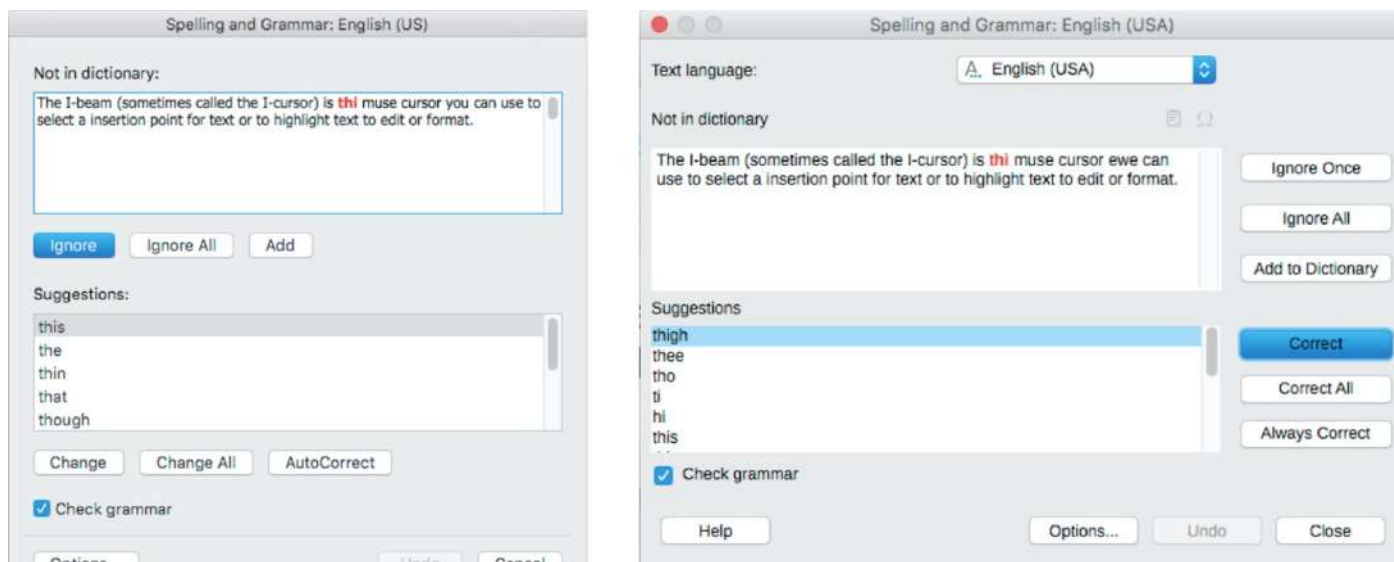 Spelling and Grammar: English (US)
Not in dictionary:
The I-beam (sometimes called the I-cursor) is thi muse cursor you can use to
select a insertion point for text or to highlight text to edit or format.
Ignore
Ignore All
Add
Suggestions:
this
the
thin
that
though
Change
Change All
AutoCorrect
Check grammar
Options...
Undo
Cancel
Spelling and Grammar: English (USA)
Text language:
English (USA)
Not in dictionary
The I-beam (sometimes called the I-cursor) is thi muse cursor ewe can
use to select a insertion point for text or to highlight text to edit or format.
Ignore Once
Ignore All
Add to Dictionary
Suggestions
thigh
thee
tho
ti
hi
this
Correct
Correct All
Always Correct
Check grammar
Help
Options...
Undo
Close